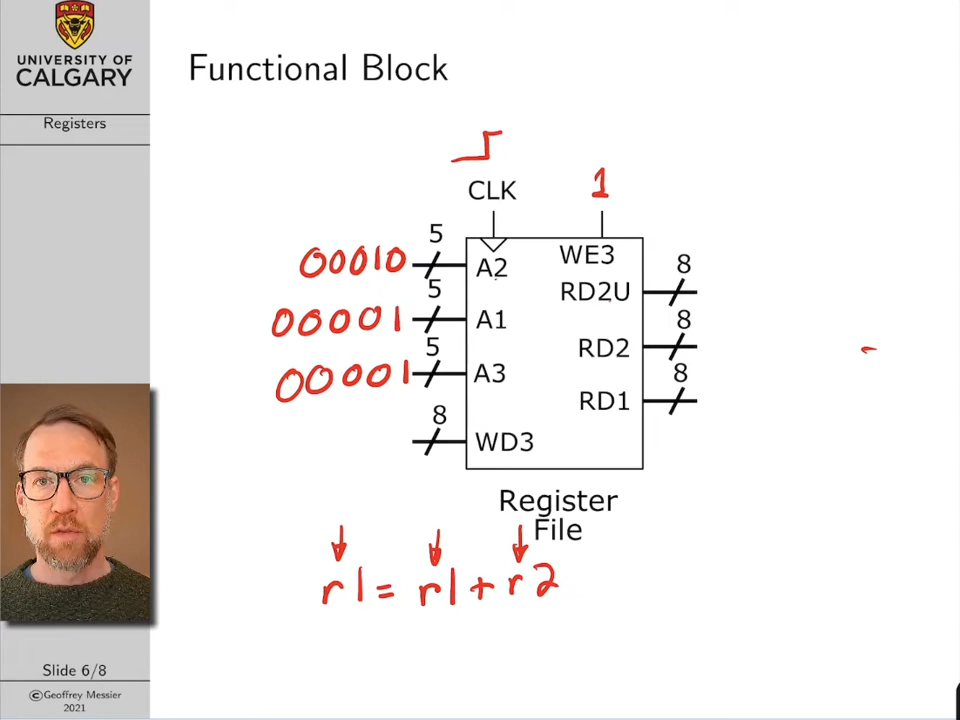 UNIVERSITY OF
CALGARY
Registers
Functional Block
CLK
1
00010
5
A2
WE3
RD2U
8
00001
5
A1
RD2
8
00001
5
A3
RD1
8
8
WD3
Register
File
r1 = r1 + r2
Slide 6/8
©Geoffrey Messier
2021